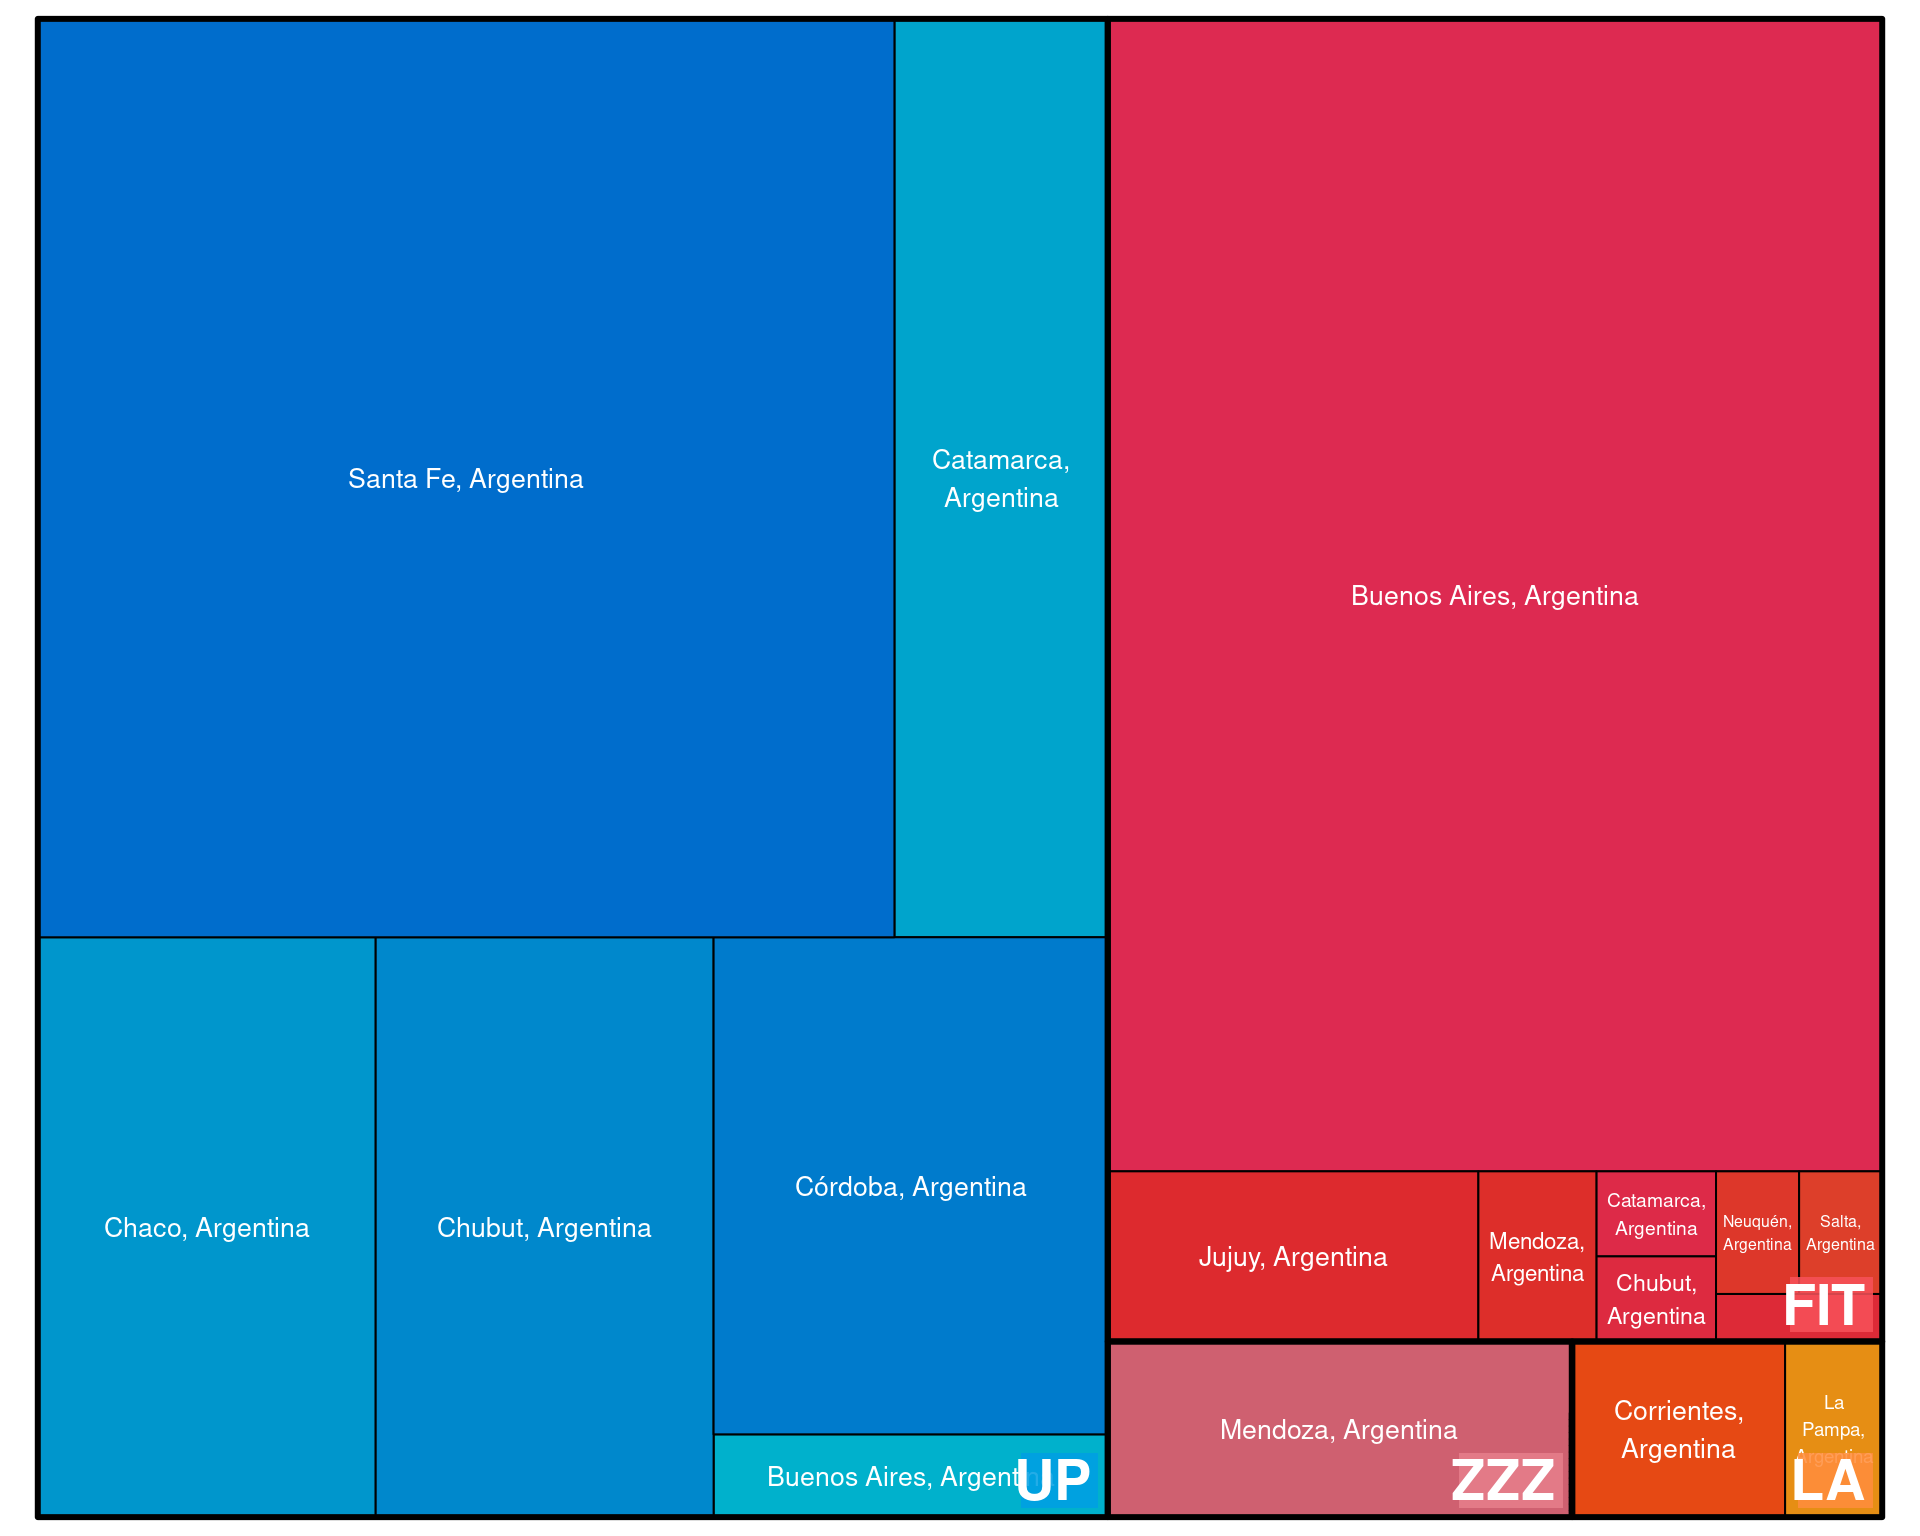 Santa Fe, Argentina
Catamarca,
Argentina
Chaco, Argentina
Chubut, Argentina
Córdoba, Argentina
Buenos Aires, Argentina
UP
Buenos Aires, Argentina
Jujuy, Argentina
Mendoza,
Argentina
Catamarca,
Argentina
Chubut,
Argentina
Neuquén,
Argentina
Salta,
Argentina
FIT
Mendoza, Argentina
ZZZ
Corrientes,
Argentina
La
Pampa,
Argentina
LA